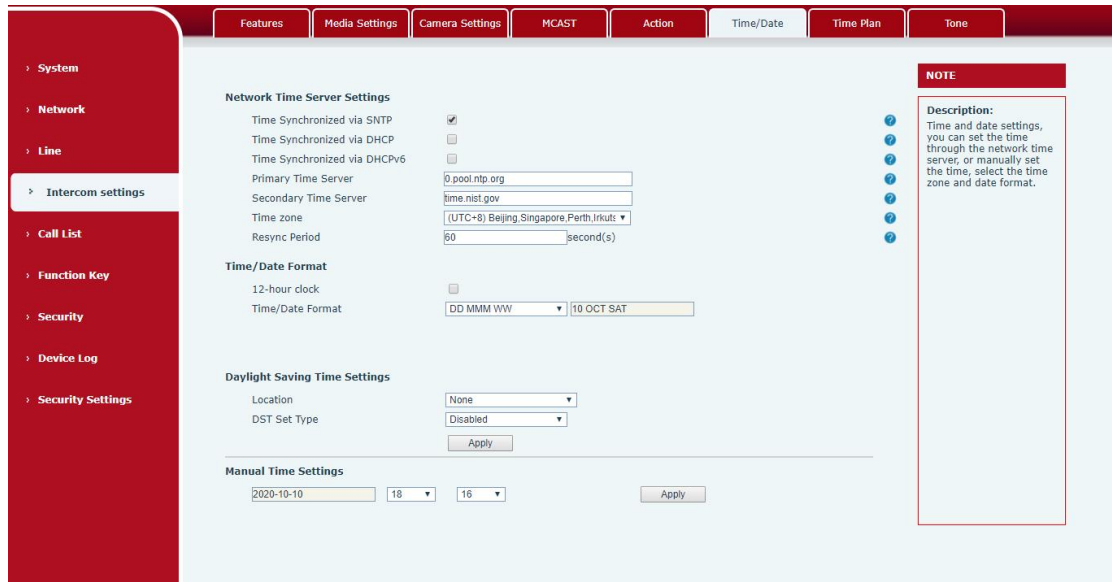 Features Media Settings Camera Settings MCAST Action Time/Date Time Plan Tone
› System
› Network
› Line
› Intercom settings
› Call List
› Function Key
› Security
› Device Log
› Security Settings
Network Time Server Settings
Time Synchronized via SNTP
Time Synchronized via DHCP
Time Synchronized via DHCPv6
Primary Time Server 0.pool.ntp.org
Secondary Time Server time.nist.gov
Time zone (UTC+8) Beijing,Singapore,Perth,Irkuts
Resync Period 60 second(s)
Time/Date Format
12-hour clock
Time/Date Format DD MMM WW 10 OCT SAT
Daylight Saving Time Settings
Location None
DST Set Type Disabled
Apply
Manual Time Settings
2020-10-10 18 16 Apply
NOTE
Description:
Time and date settings,
you can set the time
through the network time
server, or manually set
the time, select the time
zone and date format.